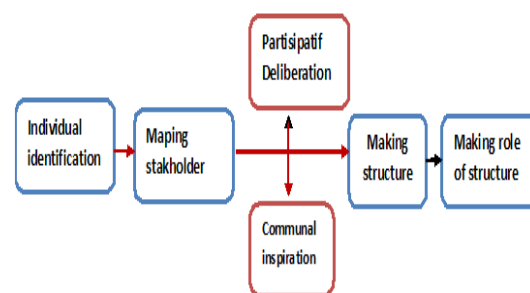 Partisipatif
Deliberation
Individual
identification
Maping
stakholder
Making
structure
Making role
of structure
Communal
inspiration